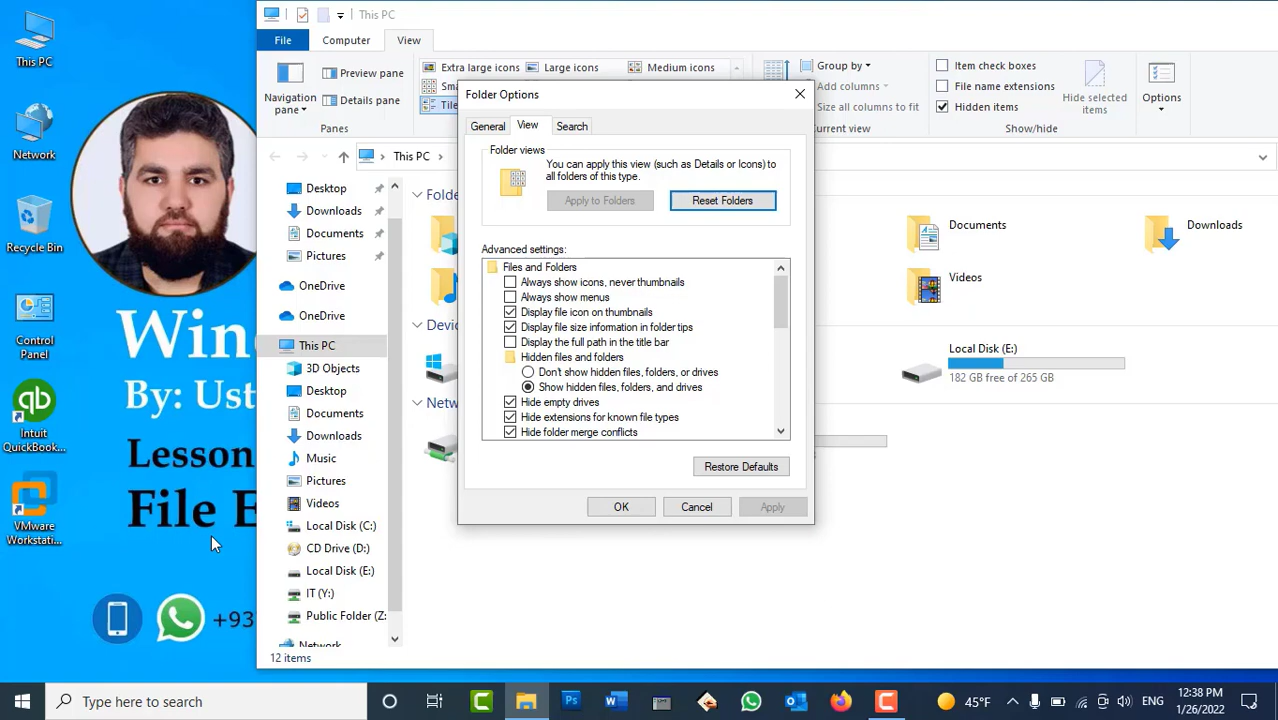 This PC
File
Computer
View
Navigation
pane
Preview pane
Details pane
Panes
Extra large icons
Large icons
Medium icons
Tile
Group by
Add columns
Size all columns to fit
Current view
Item check boxes
File name extensions
Hidden items
Hide selected
items
Show/hide
Options
This PC
Desktop
Downloads
Documents
Pictures
OneDrive
OneDrive
This PC
3D Objects
Desktop
Documents
Downloads
Music
Pictures
Videos
Local Disk (C:)
CD Drive (D:)
Local Disk (E:)
IT (Y:)
Public Folder (Z:
Network
12 items
Folde
Devic
Netw
Documents
Downloads
Videos
Local Disk (E:)
182 GB free of 265 GB
Folder Options
General
View
Search
Folder views
You can apply this view (such as Details or Icons) to
all folders of this type.
Apply to Folders
Reset Folders
Advanced settings:
Files and Folders
Always show icons, never thumbnails
Always show menus
Display file icon on thumbnails
Display file size information in folder tips
Display the full path in the title bar
Hidden files and folders
Don't show hidden files, folders, or drives
Show hidden files, folders, and drives
Hide empty drives
Hide extensions for known file types
Hide folder merge conflicts
Restore Defaults
OK
Cancel
Apply
This PC
Network
Recycle Bin
Control
Panel
Intuit
QuickBook...
VMware
Workstati...
Wind
By: Ust
Lesson
File E
+93
Type here to search
45°F
ENG
12:38 PM
1/26/2022